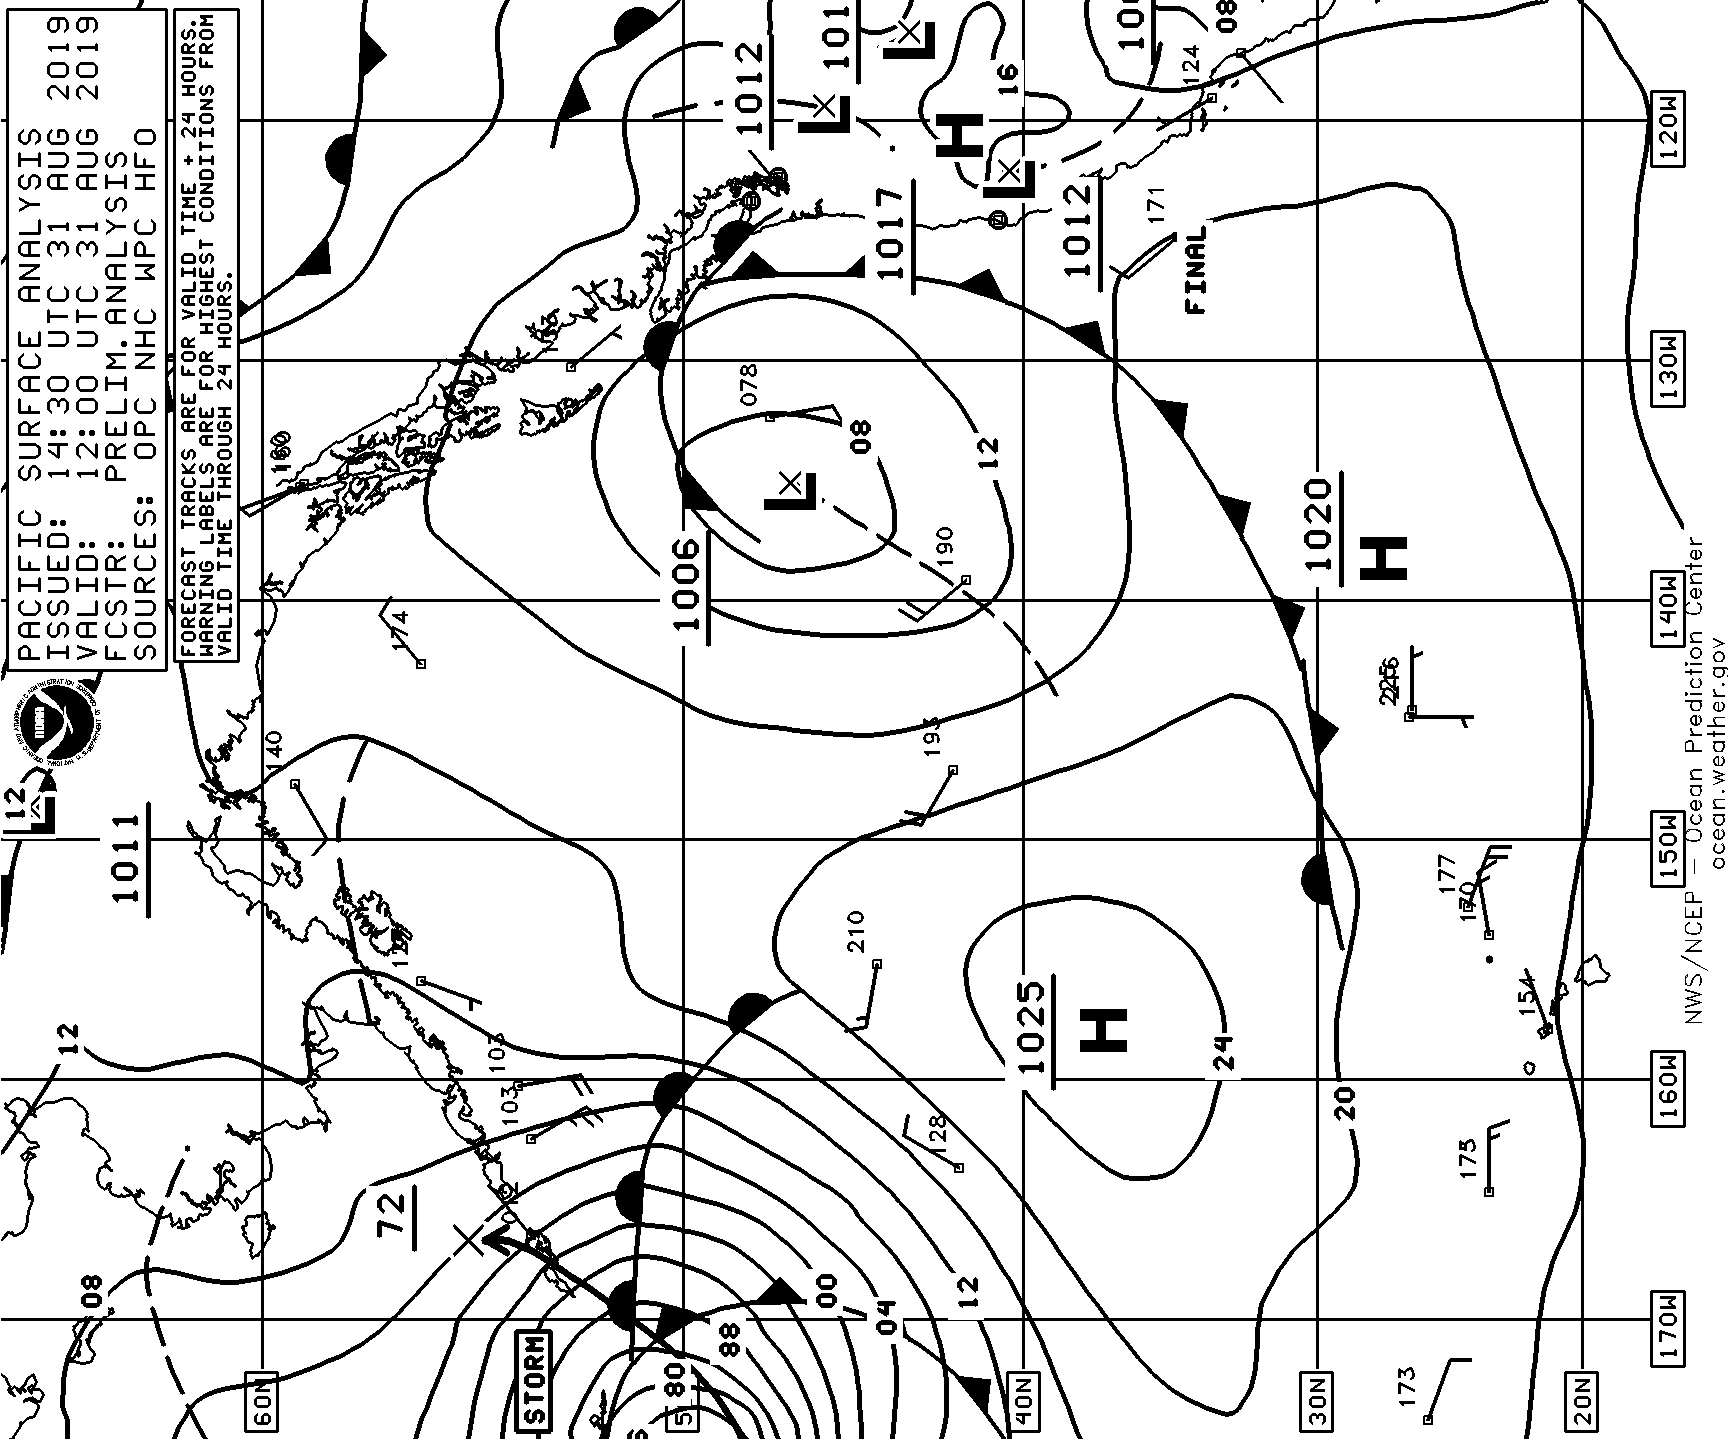 PACIFIC SURFACE ANALYSIS
ISSUED: 14:30 UTC 31 AUG 2019
VALID: 12:00 UTC 31 AUG 2019
FCSTR: PRELIM.ANALYSIS
SOURCES: OPC NHC WPC HFO
FORECAST TRACKS ARE FOR VALID TIME + 24 HOURS.
WARNING LABELS ARE FOR HIGHEST CONDITIONS FROM
VALID TIME THROUGH 24 HOURS.
NOAA
12
L
1011
140
12
08
72
STORM
103
128
210
193
190
174
160
1006
L
078
08
12
1012
L
L
H
16
L
1017
1012
171
124
08
FINAL
1020
H
1025
H
24
20
88
80
00
04
12
177
170
154
175
173
60N
40N
30N
20N
120W
130W
140W
150W
160W
170W
NWS/NCEP – Ocean Prediction Center
ocean.weather.gov